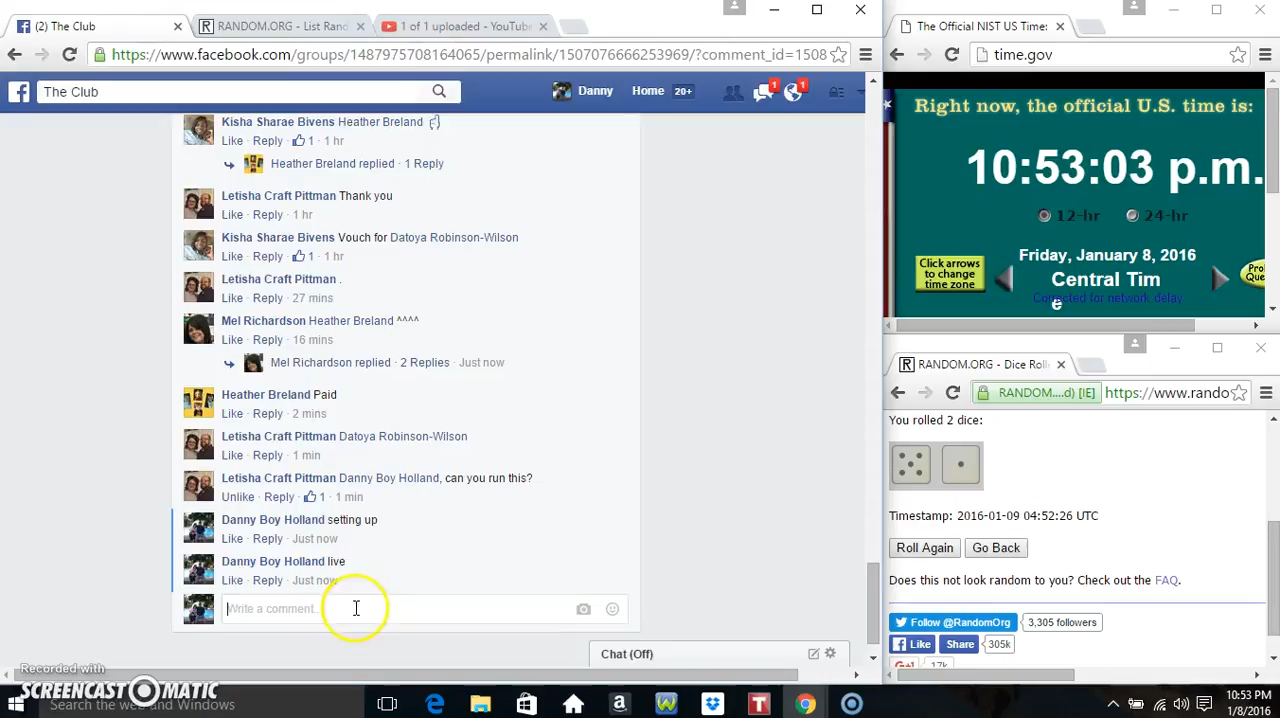 (2) The Club
RANDOM.ORG - List Rand
1 of 1 uploaded - YouTube
https://www.facebook.com/groups/1487975708164065/permalink/1507076666253969/?comment_id=1508
The Club
Danny
Home 20+
1
1
Kisha Sharae Bivens Heather Breland
Like · Reply · 1 · 1 hr
Heather Breland replied · 1 Reply
Letisha Craft Pittman Thank you
Like · Reply · 1 hr
Kisha Sharae Bivens Vouch for Datoya Robinson-Wilson
Like · Reply · 1 · 1 hr
Letisha Craft Pittman .
Like · Reply · 27 mins
Mel Richardson Heather Breland ^^^^
Like · Reply · 16 mins
Mel Richardson replied · 2 Replies · Just now
Heather Breland Paid
Like · Reply · 2 mins
Letisha Craft Pittman Datoya Robinson-Wilson
Like · Reply · 1 min
Letisha Craft Pittman Danny Boy Holland, can you run this?
Unlike · Reply · 1 · 1 min
Danny Boy Holland setting up
Like · Reply · Just now
Danny Boy Holland live
Like · Reply · Just now
Write a comment...
Chat (Off)
The Official NIST US Time:
time.gov
Right now, the official U.S. time is:
10:53:03 p.m.
12-hr 24-hr
Click arrows
to change
time zone
Friday, January 8, 2016
Central Tim
e
Corrected for network delay
Pro
Que
RANDOM.ORG - Dice Roll
RANDOM....d) [IE] https://www.rando
You rolled 2 dice:
Timestamp: 2016-01-09 04:52:26 UTC
Roll Again Go Back
Does this not look random to you? Check out the FAQ.
Follow @RandomOrg 3,305 followers
Like Share 305k
G+1 17k
Recorded with
SCREENCAST-O-MATIC
Search the web and Windows
10:53 PM
1/8/2016